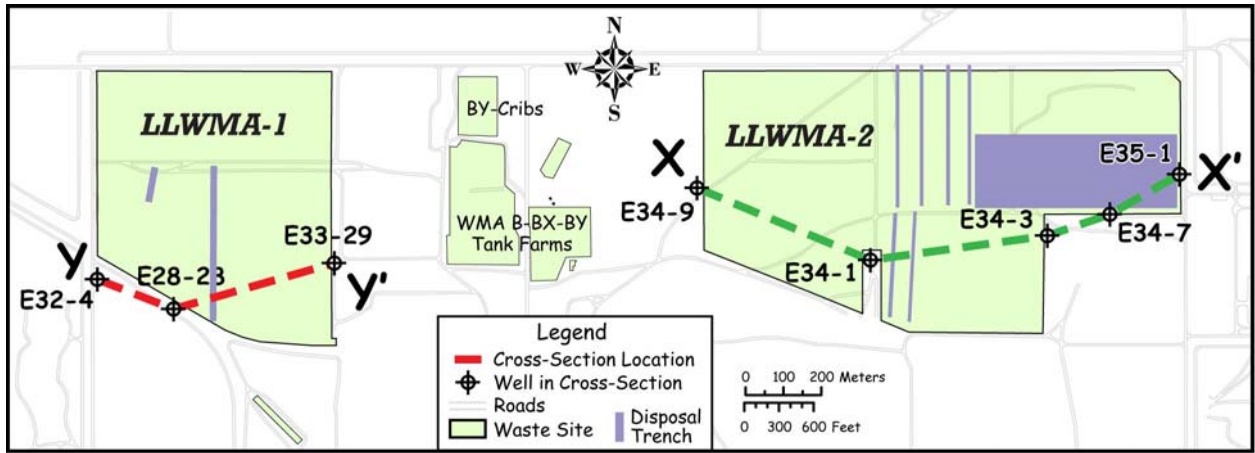 N
W E
S
LLWMA-1
BY-Cribs
LLWMA-2
WMA B-BX-BY
Tank Farms
Y
E32-4
E28-28
E33-29
Y'
X
E34-9
E34-1
E34-3
E34-7
E35-1
X'
Legend
Cross-Section Location
Well in Cross-Section
Roads
Waste Site
Disposal
Trench
0 100 200 Meters
0 300 600 Feet